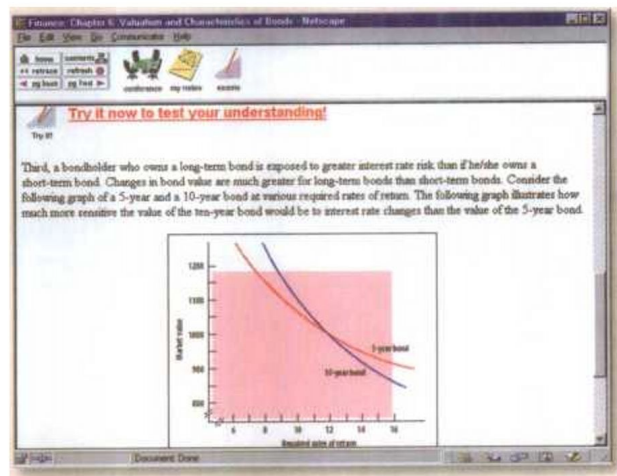 Finance: Chapter 6: Valuation and Characteristics of Bonds - Netscape
File Edit View Go Communicator Help
home contents
retrace refresh
pg back pg fwd
conference my notes exams
Try it now to test your understanding!
Try It!
Third, a bondholder who owns a long-term bond is exposed to greater interest rate risk than if he/she owns a
short-term bond. Changes in bond value are much greater for long-term bonds than short-term bonds. Consider the
following graph of a 5-year and a 10-year bond at various required rates of return. The following graph illustrates how
much more sensitive the value of the ten-year bond would be to interest rate changes than the value of the 5-year bond.
1200
1100
1000
900
800
Market value
5-year bond
10-year bond
6 8 10 12 14 16
Required rates of return
Document: Done